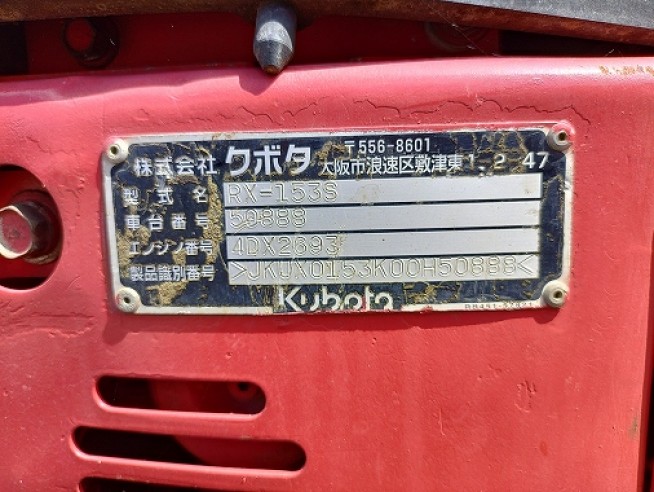 株式会社 クボタ 〒556-8601 大阪市浪速区敷津東1-2-47
型式名 RX-153S
車台番号 50888
エンジン番号 4DX2693
製品識別番号 >JKUX0153K00H50888<
Kubota